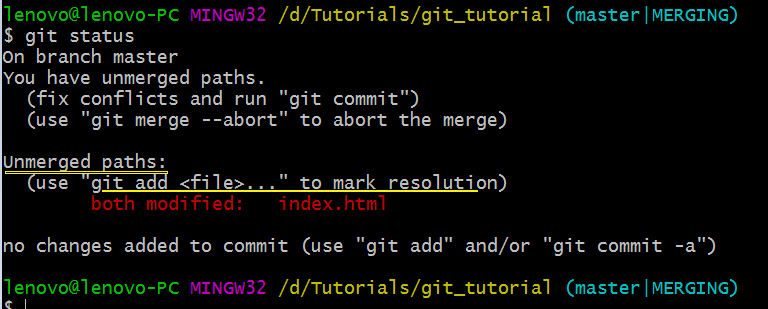 lenovo@lenovo-PC MINGW32 /d/Tutorials/git_tutorial (master|MERGING)
$ git status
On branch master
You have unmerged paths.
  (fix conflicts and run "git commit")
  (use "git merge --abort" to abort the merge)

Unmerged paths:
  (use "git add <file>..." to mark resolution)
        both modified:   index.html

no changes added to commit (use "git add" and/or "git commit -a")

lenovo@lenovo-PC MINGW32 /d/Tutorials/git_tutorial (master|MERGING)
$